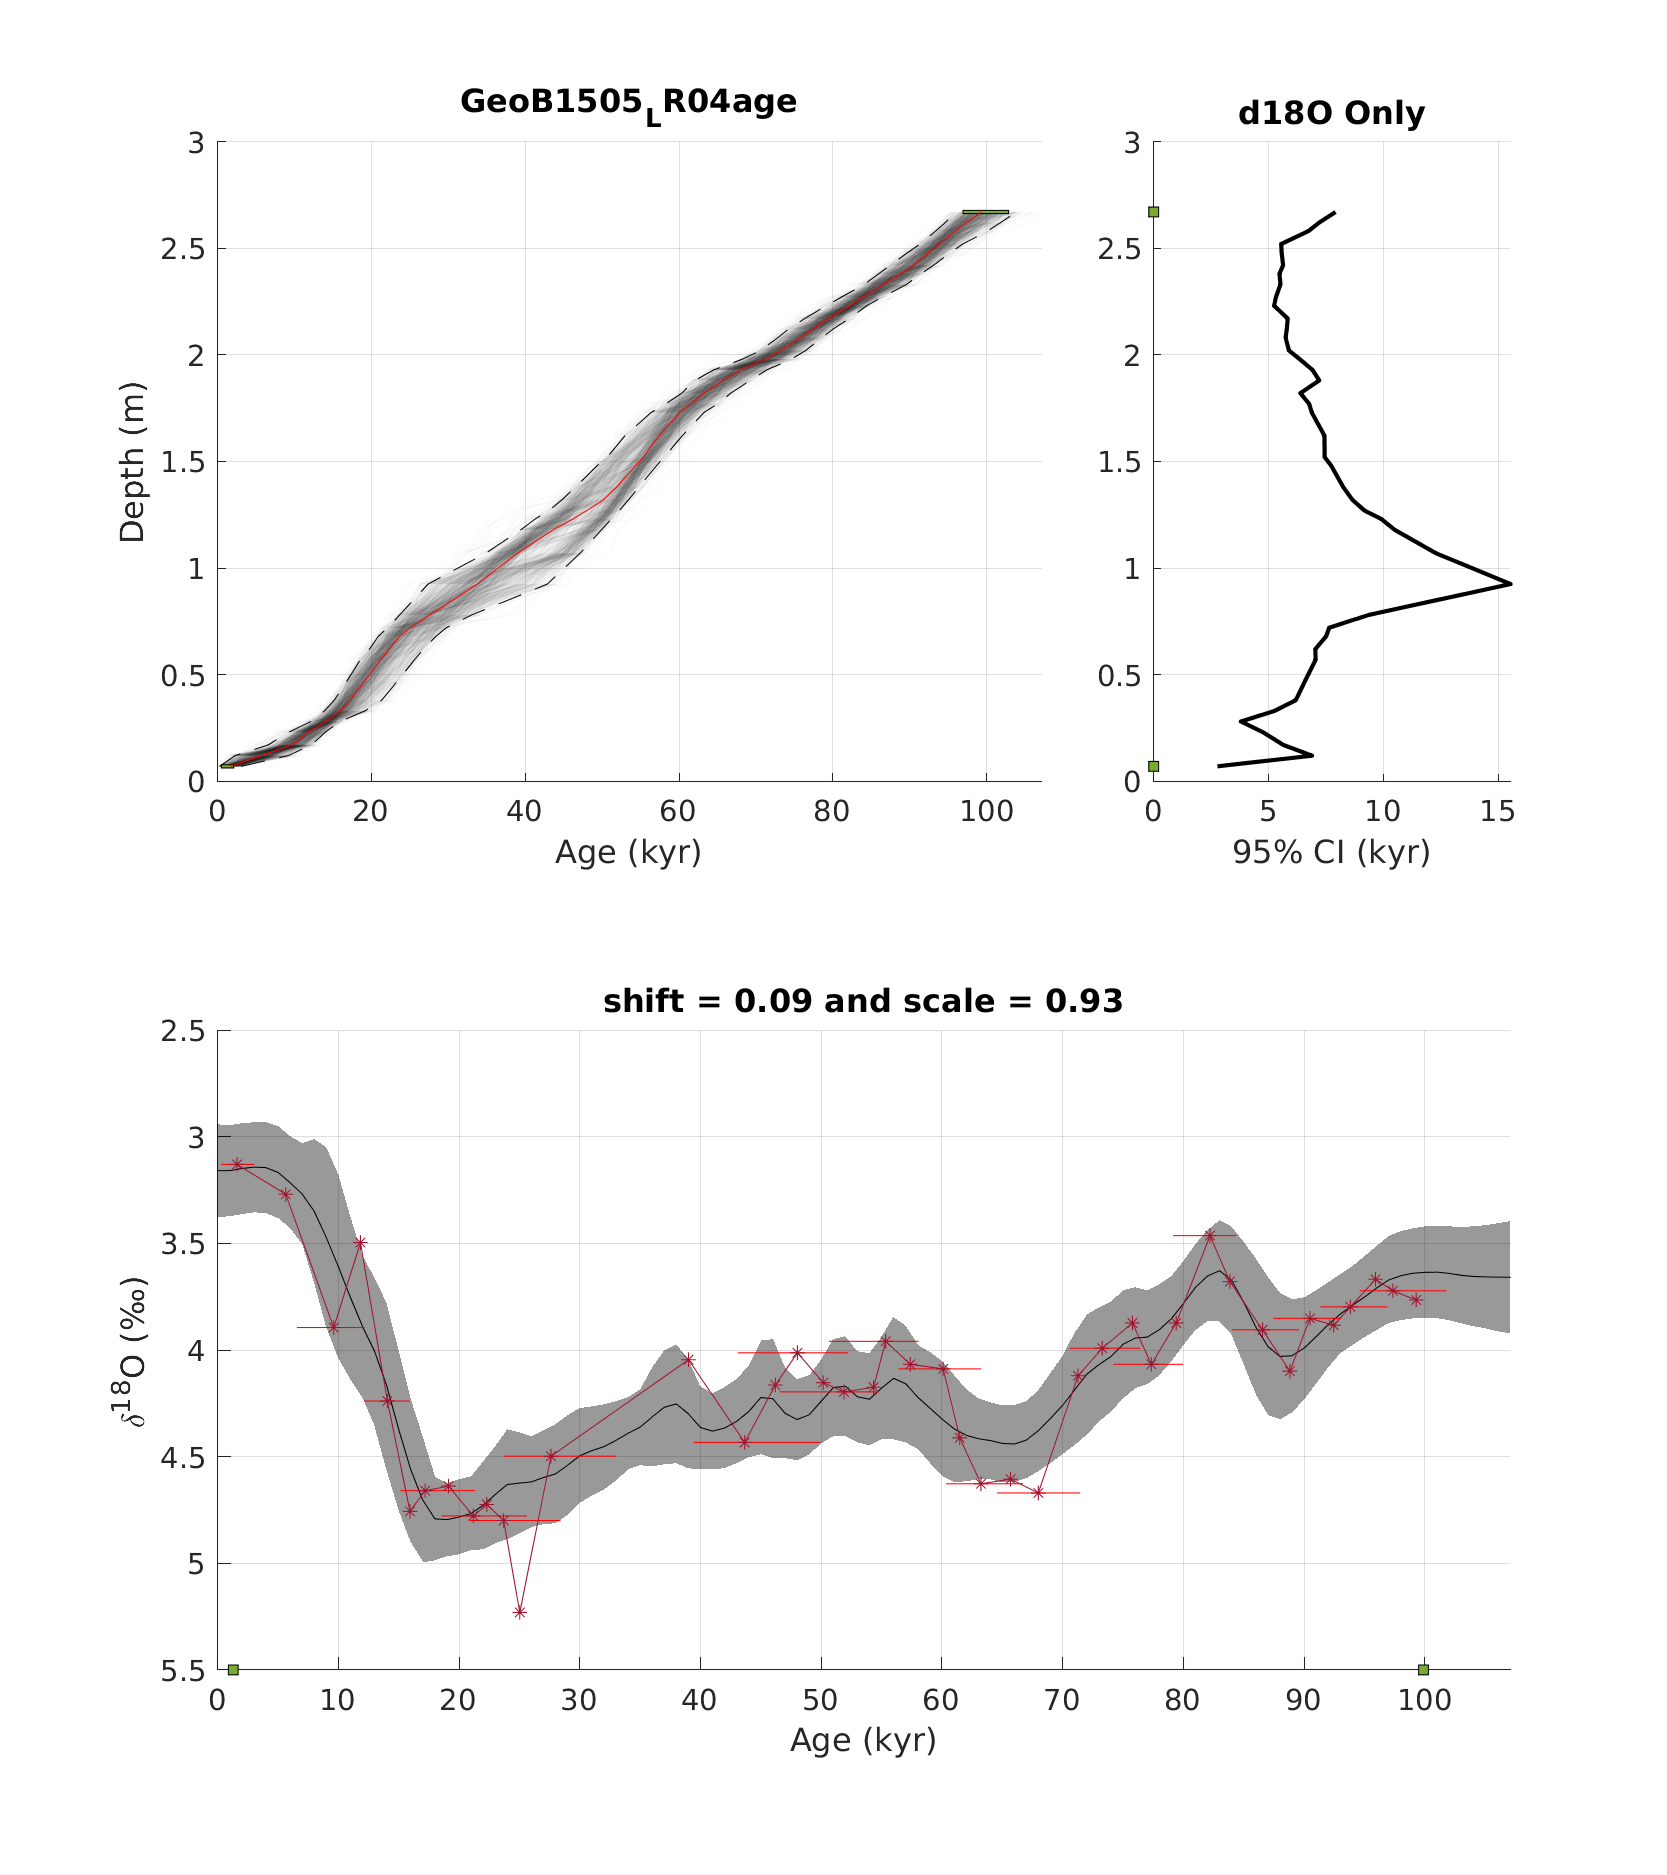 GeoB1505_LR04age
d18O Only
3
2.5
2
1.5
1
0.5
0
Depth (m)
0 20 40 60 80 100
Age (kyr)
3
2.5
2
1.5
1
0.5
0
0 5 10 15
95% CI (kyr)
shift = 0.09 and scale = 0.93
2.5
3
3.5
4
4.5
5
5.5
δ18O (‰)
0 10 20 30 40 50 60 70 80 90 100
Age (kyr)